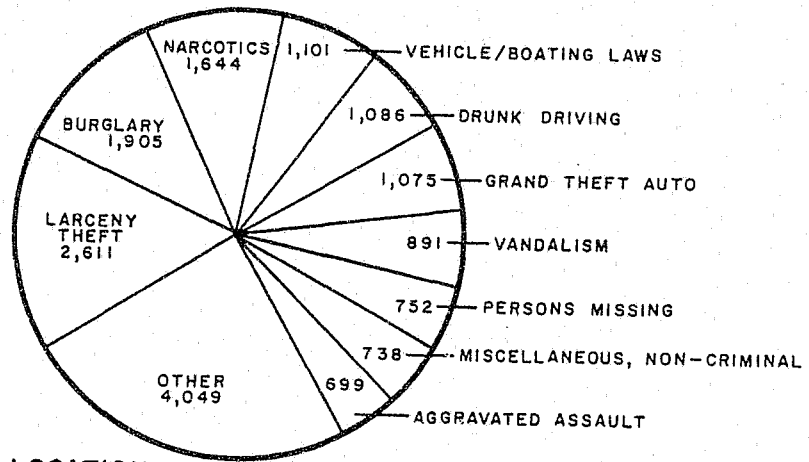 NARCOTICS
1,644
1,101 VEHICLE/BOATING LAWS
1,086 DRUNK DRIVING
1,075 GRAND THEFT AUTO
891 VANDALISM
752 PERSONS MISSING
738 MISCELLANEOUS, NON-CRIMINAL
699 AGGRAVATED ASSAULT
OTHER
4,049
LARCENY
THEFT
2,611
BURGLARY
1,905